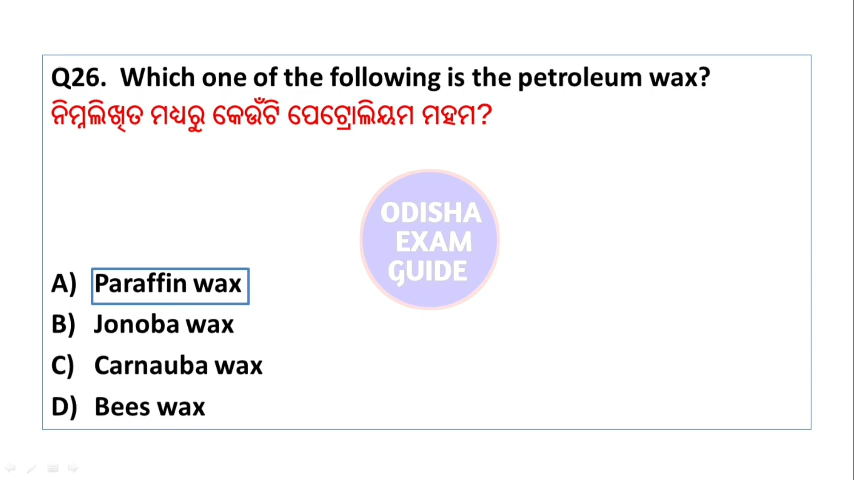 Q26. Which one of the following is the petroleum wax?
ନିମ୍ନଲିଖିତ ମଧ୍ୟରୁ କେଉଁଟି ପେଟ୍ରୋଲିୟମ ମହମ?
ODISHA
EXAM
GUIDE
A) Paraffin wax
B) Jonoba wax
C) Carnauba wax
D) Bees wax